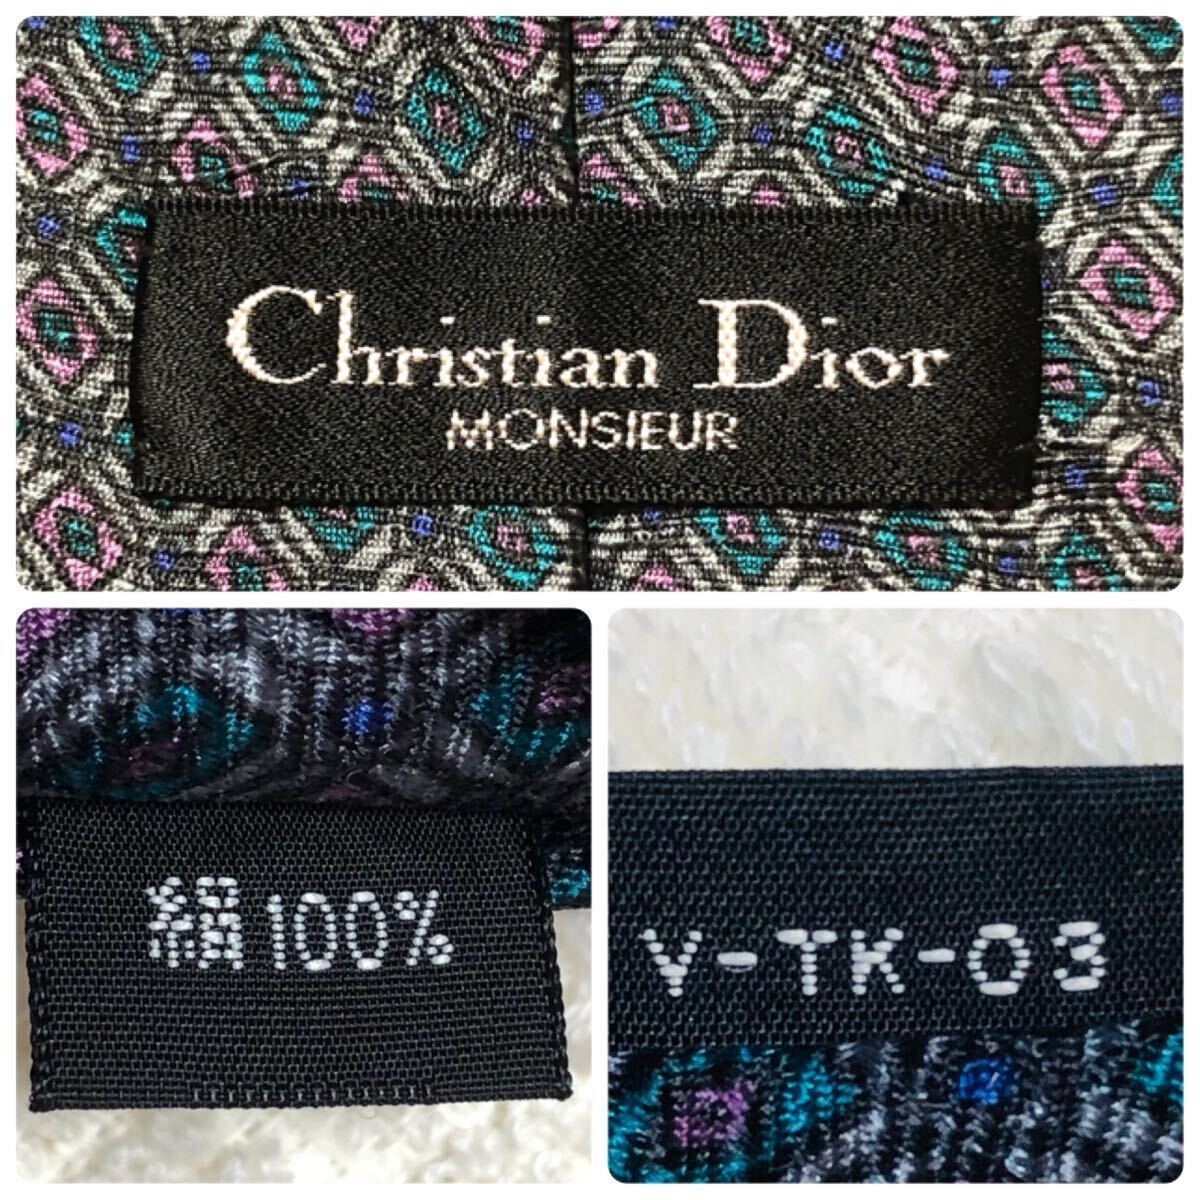 Christian Dior
MONSIEUR
絹100%
Y-TK-03